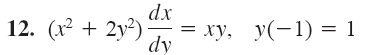 12. (x² + 2y²) dx/dy = xy, y(−1) = 1